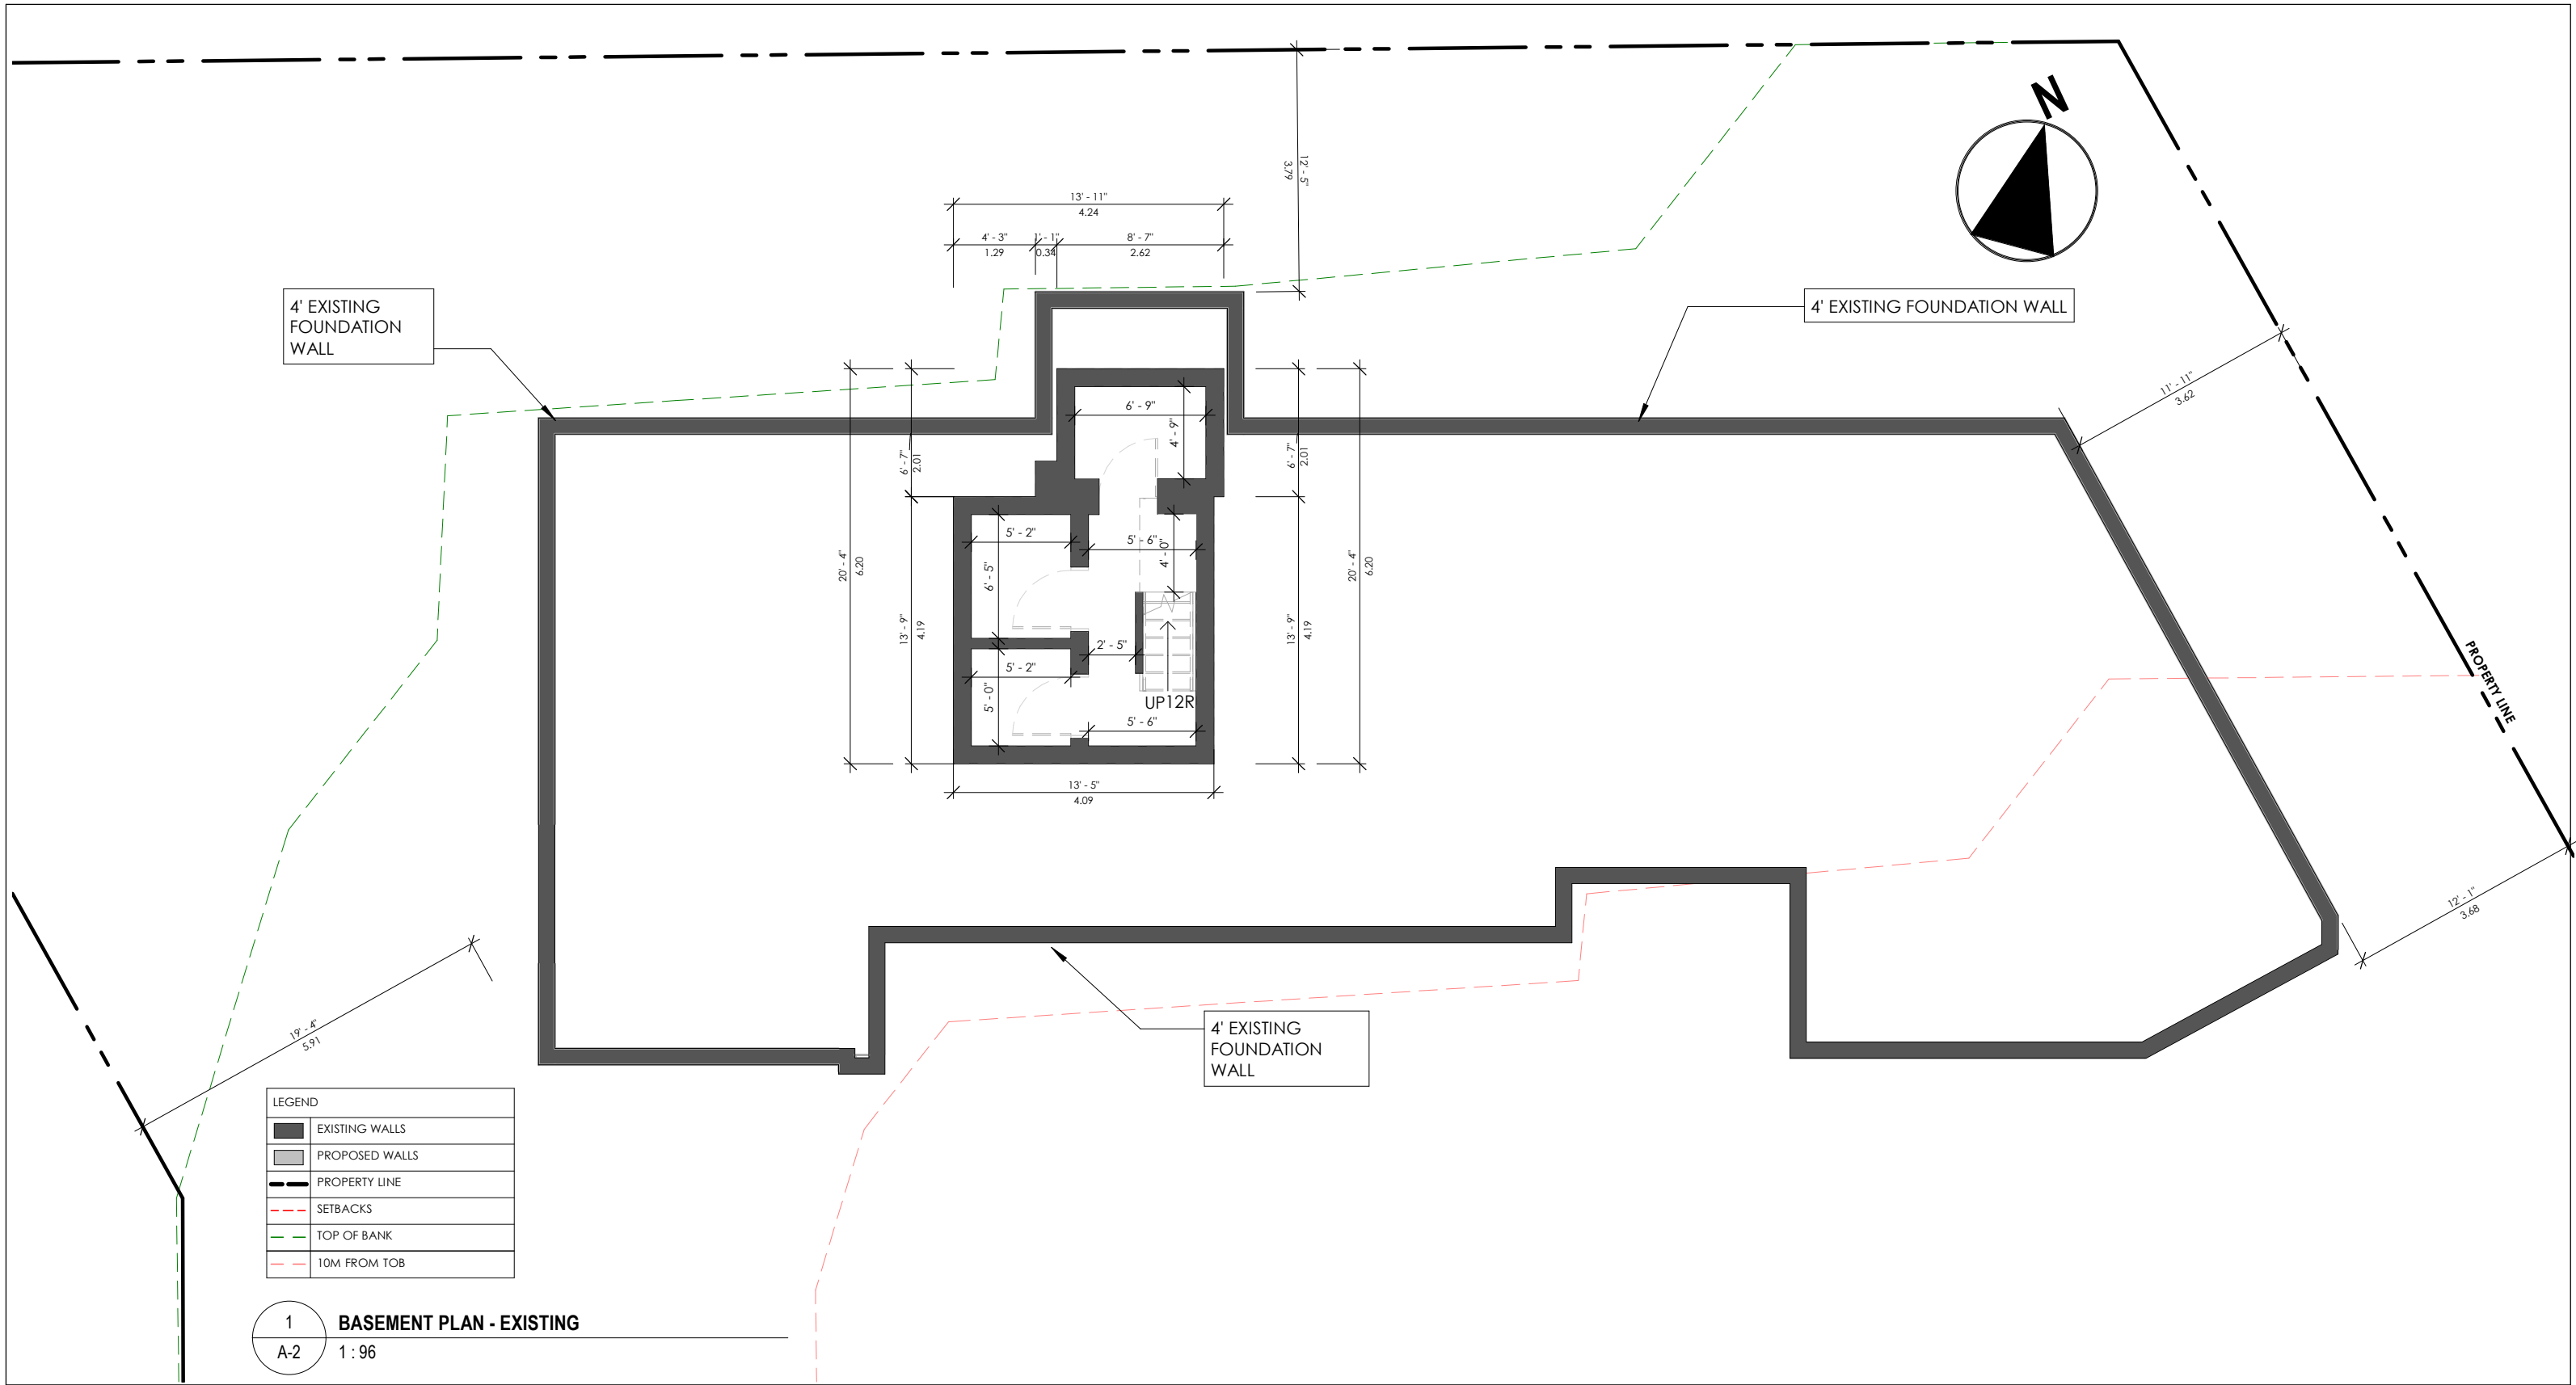 N
12' - 5"
3.79
13' - 11"
4.24
4' - 3"
1.29
1' - 1"
0.34
8' - 7"
2.62
4' EXISTING
FOUNDATION
WALL
4' EXISTING FOUNDATION WALL
11' - 11"
3.62
6' - 9"
4' - 9"
6' - 7"
2.01
6' - 7"
2.01
5' - 2"
5' - 6"
4' - 0"
6' - 5"
20' - 4"
6.20
13' - 9"
4.19
13' - 9"
4.19
20' - 4"
6.20
2' - 5"
5' - 2"
5' - 0"
UP12R
5' - 6"
13' - 5"
4.09
PROPERTY LINE
12' - 1"
3.68
19' - 4"
5.91
4' EXISTING
FOUNDATION
WALL
LEGEND
EXISTING WALLS
PROPOSED WALLS
PROPERTY LINE
SETBACKS
TOP OF BANK
10M FROM TOB
1
A-2
BASEMENT PLAN - EXISTING
1 : 96